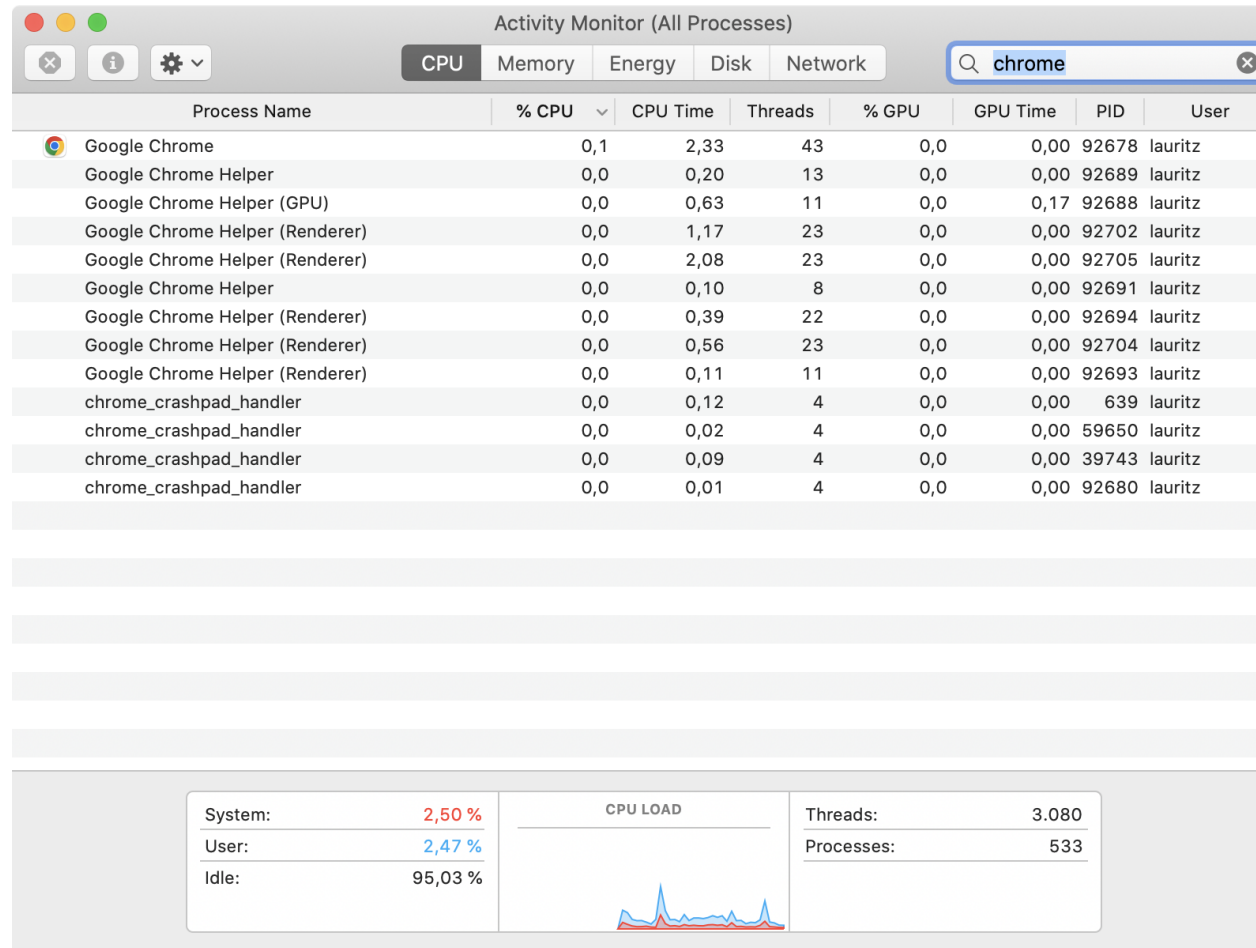 Activity Monitor (All Processes)
CPU Memory Energy Disk Network chrome
Process Name % CPU CPU Time Threads % GPU GPU Time PID User
Google Chrome 0,1 2,33 43 0,0 0,00 92678 lauritz
Google Chrome Helper 0,0 0,20 13 0,0 0,00 92689 lauritz
Google Chrome Helper (GPU) 0,0 0,63 11 0,0 0,17 92688 lauritz
Google Chrome Helper (Renderer) 0,0 1,17 23 0,0 0,00 92702 lauritz
Google Chrome Helper (Renderer) 0,0 2,08 23 0,0 0,00 92705 lauritz
Google Chrome Helper 0,0 0,10 8 0,0 0,00 92691 lauritz
Google Chrome Helper (Renderer) 0,0 0,39 22 0,0 0,00 92694 lauritz
Google Chrome Helper (Renderer) 0,0 0,56 23 0,0 0,00 92704 lauritz
Google Chrome Helper (Renderer) 0,0 0,11 11 0,0 0,00 92693 lauritz
chrome_crashpad_handler 0,0 0,12 4 0,0 0,00 639 lauritz
chrome_crashpad_handler 0,0 0,02 4 0,0 0,00 59650 lauritz
chrome_crashpad_handler 0,0 0,09 4 0,0 0,00 39743 lauritz
chrome_crashpad_handler 0,0 0,01 4 0,0 0,00 92680 lauritz
System: 2,50 %
User: 2,47 %
Idle: 95,03 %
CPU LOAD
Threads: 3.080
Processes: 533